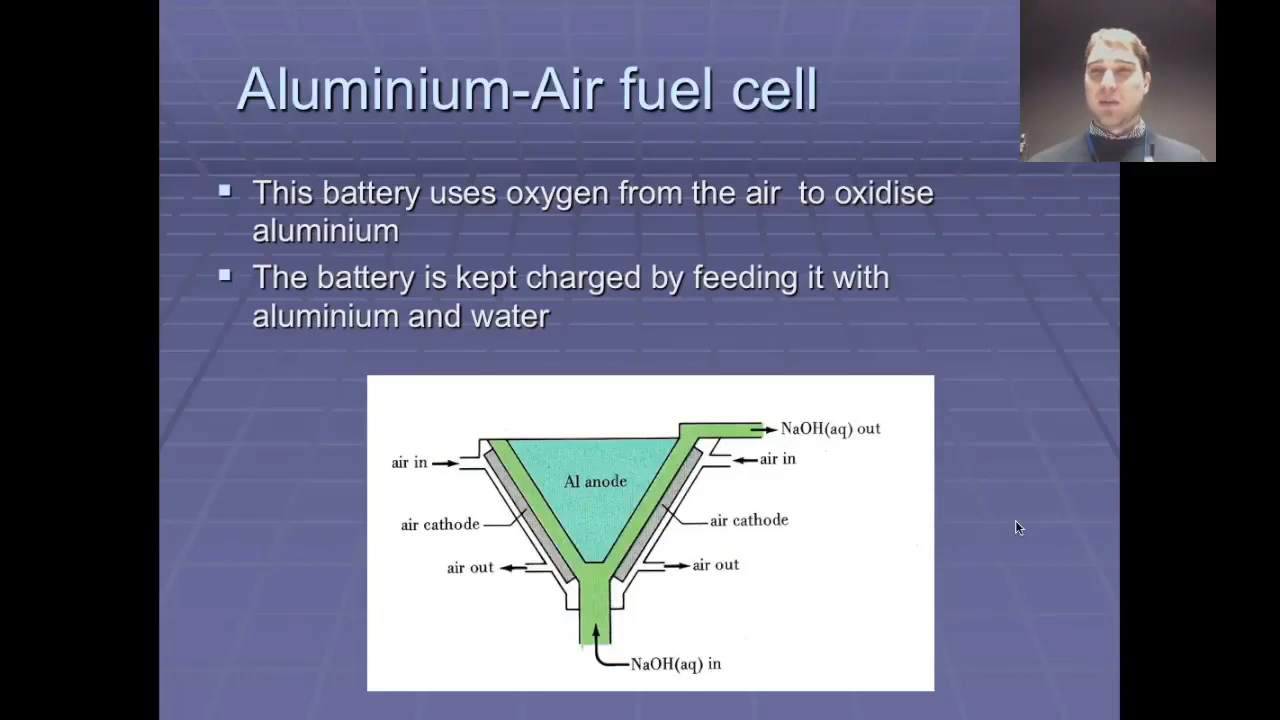 Aluminium-Air fuel cell
This battery uses oxygen from the air to oxidise
aluminium
The battery is kept charged by feeding it with
aluminium and water
NaOH(aq) out
air in
air in
Al anode
air cathode
air cathode
air out
air out
NaOH(aq) in